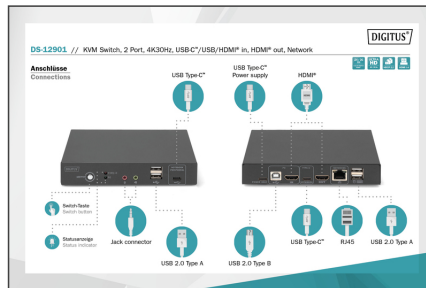 DIGITUS®
DS-12901 // KVM Switch, 2 Port, 4K30Hz, USB-C™/USB/HDMI® in, HDMI® out, Network
Anschlüsse
Connections
USB Type-C™
USB Type-C™
Power supply
HDMI®
Switch-Taste
Switch button
Statusanzeige
Status indicator
Jack connector
USB 2.0 Type A
USB 2.0 Type B
USB Type-C™
RJ45
USB 2.0 Type A